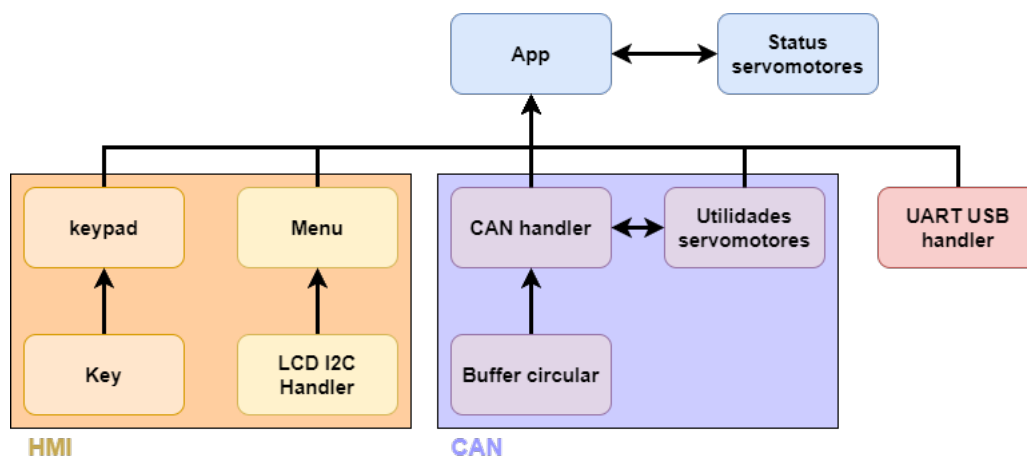 App
Status
servomotores
keypad
Menu
CAN handler
Utilidades
servomotores
UART USB
handler
Key
LCD I2C
Handler
Buffer circular
HMI
CAN